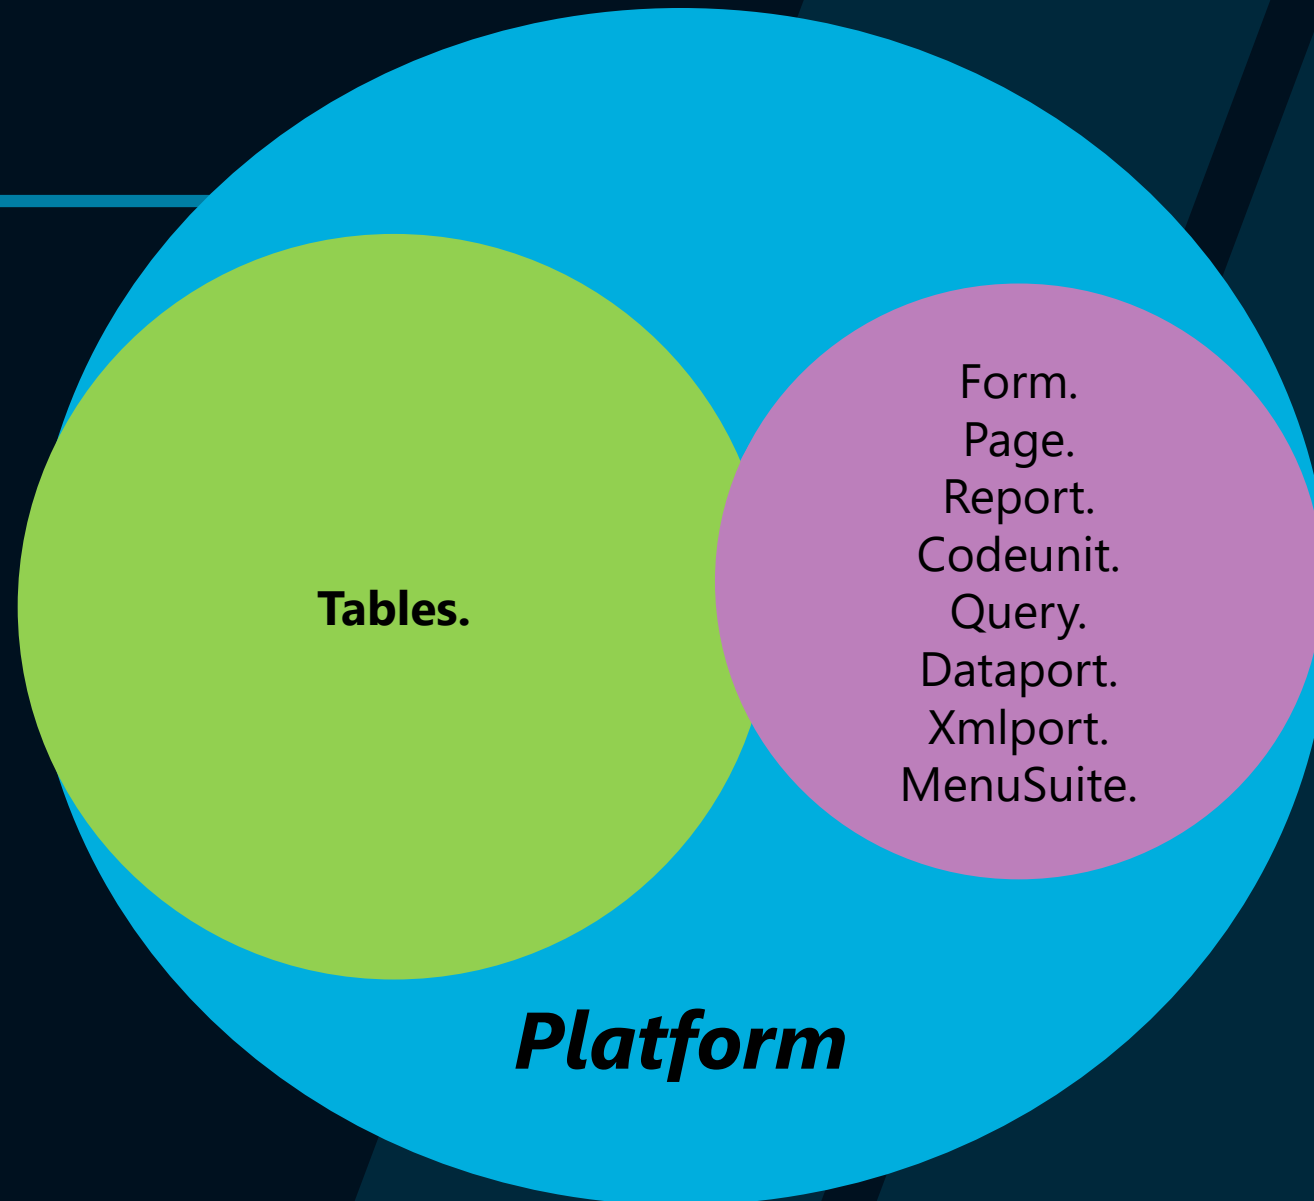 Tables.
Form.
Page.
Report.
Codeunit.
Query.
Dataport.
Xmlport.
MenuSuite.
Platform